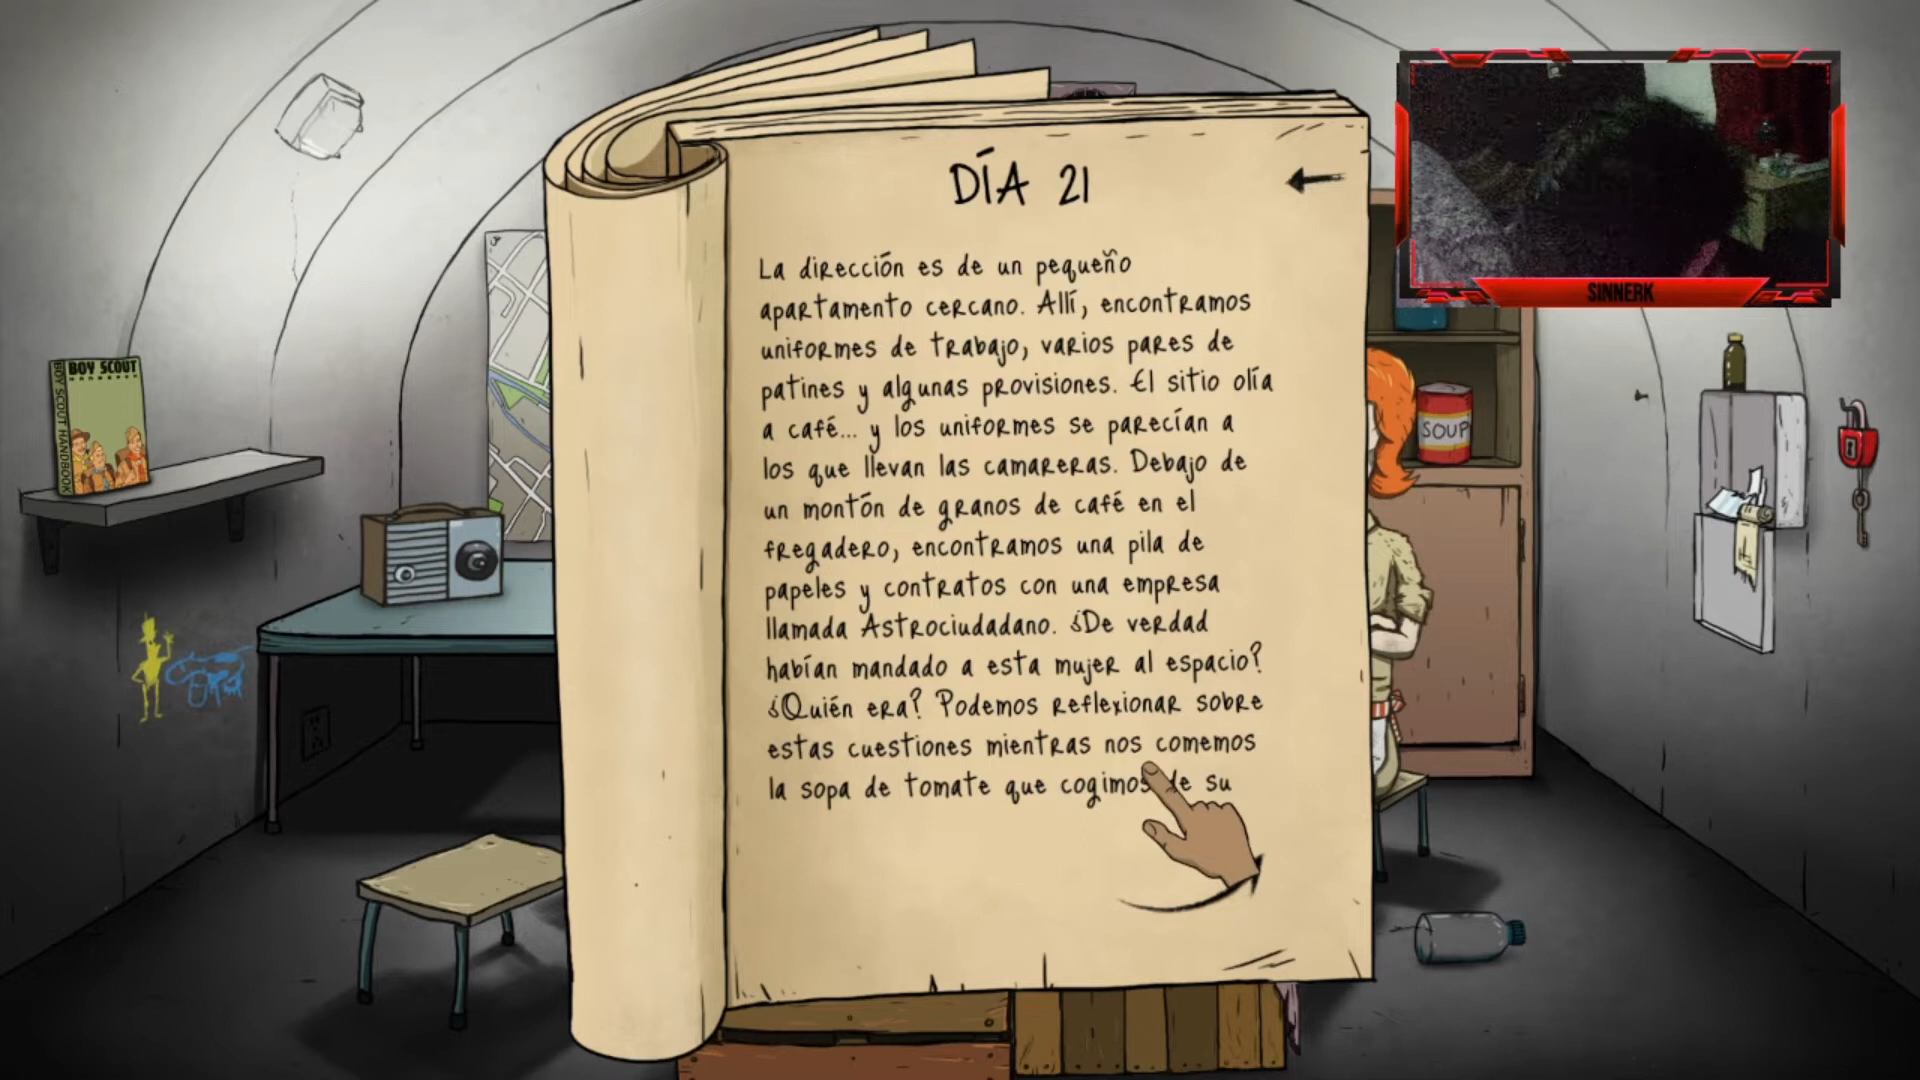 DÍA 21
La dirección es de un pequeño
apartamento cercano. Allí, encontramos
uniformes de trabajo, varios pares de
patines y algunas provisiones. El sitio olía
a café... y los uniformes se parecían a
los que llevan las camareras. Debajo de
un montón de granos de café en el
fregadero, encontramos una pila de
papeles y contratos con una empresa
llamada Astrociudadano. ¿De verdad
habían mandado a esta mujer al espacio?
¿Quién era? Podemos reflexionar sobre
estas cuestiones mientras nos comemos
la sopa de tomate que cogimos de su
SINNERK
BOY SCOUT
HANDBOOK
BOY SCOUT HANDBOOK
SOUP